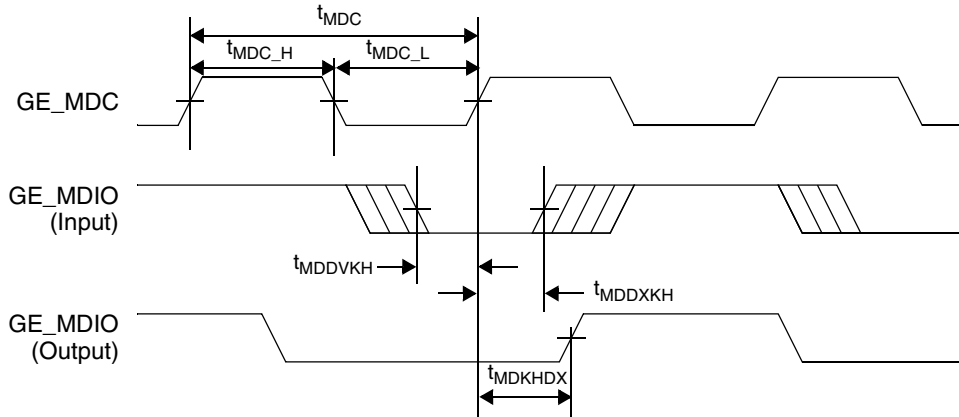 tMDC
tMDC_H
tMDC_L
GE_MDC
GE_MDIO
(Input)
tMDDVKH
tMDDXKH
GE_MDIO
(Output)
tMDKHDX